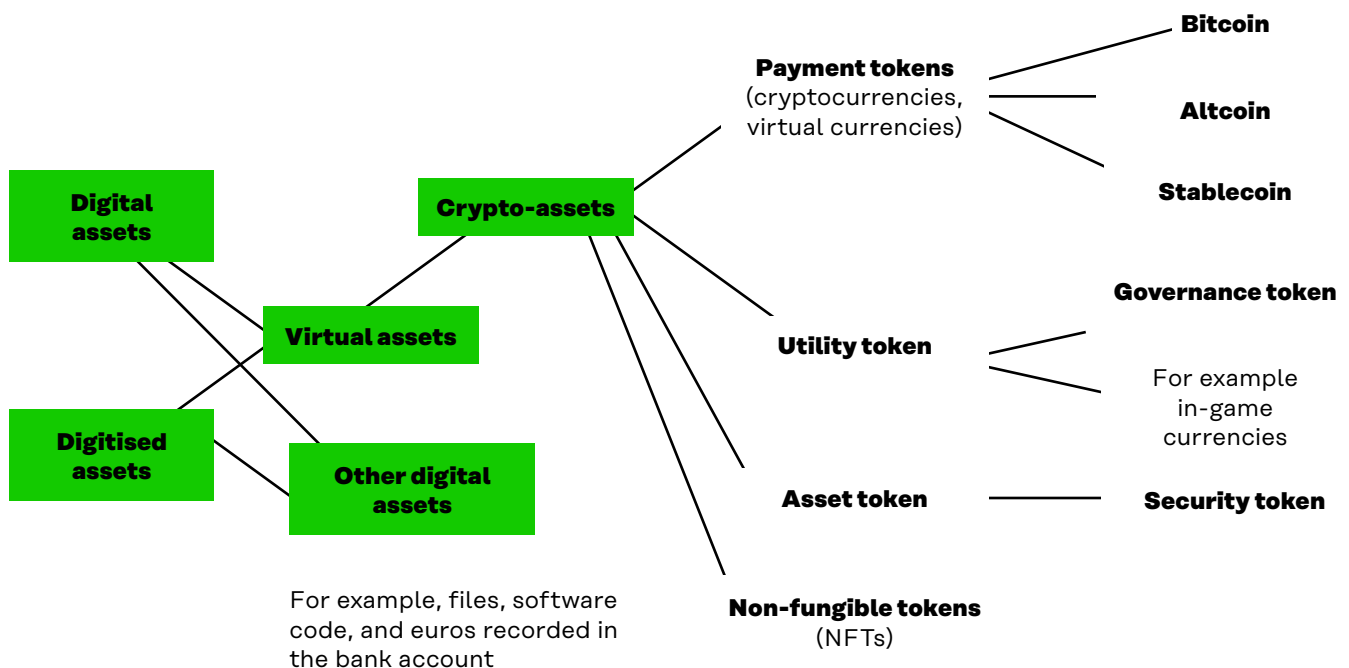 Digital
assets
Digitised
assets
Virtual assets
Other digital
assets
For example, files, software
code, and euros recorded in
the bank account
Crypto-assets
Payment tokens
(cryptocurrencies,
virtual currencies)
Bitcoin
Altcoin
Stablecoin
Utility token
Governance token
For example
in-game
currencies
Asset token
Security token
Non-fungible tokens
(NFTs)